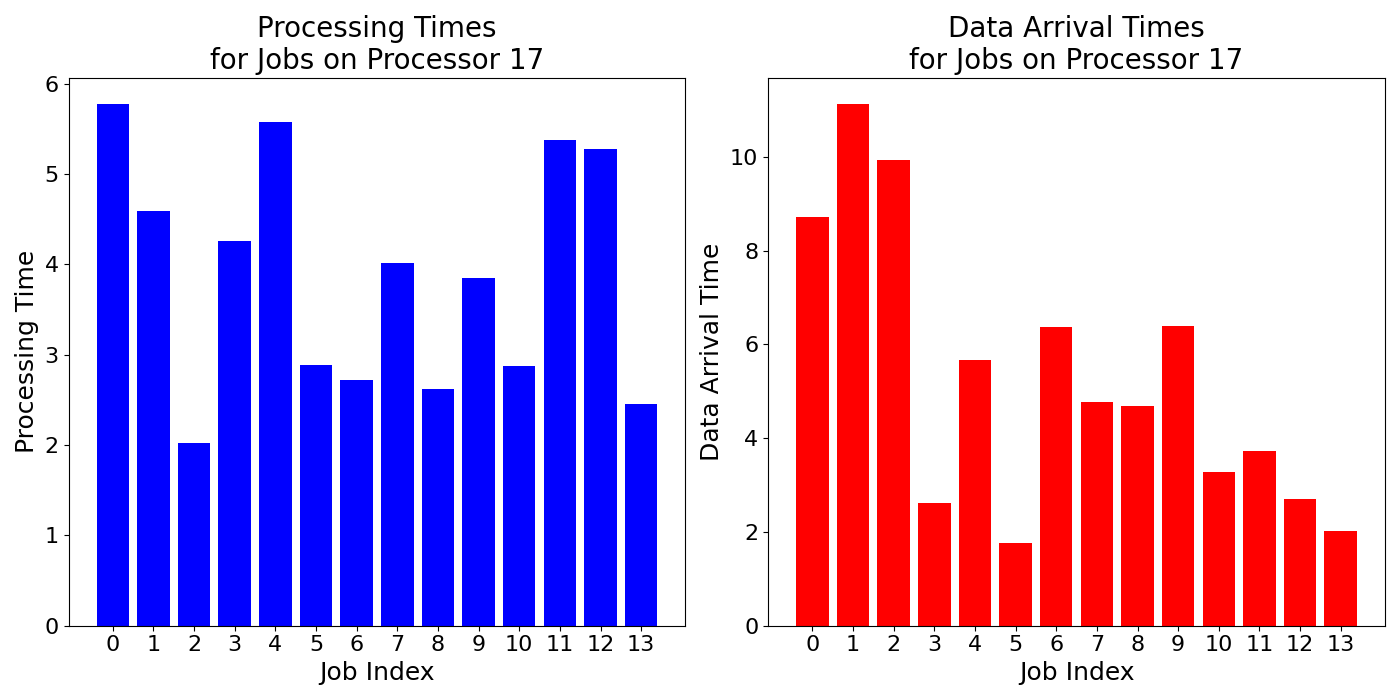 Processing Times
for Jobs on Processor 17
Processing Time
6
5
4
3
2
1
0
0 1 2 3 4 5 6 7 8 9 10 11 12 13
Job Index
Data Arrival Times
for Jobs on Processor 17
Data Arrival Time
10
8
6
4
2
0
0 1 2 3 4 5 6 7 8 9 10 11 12 13
Job Index